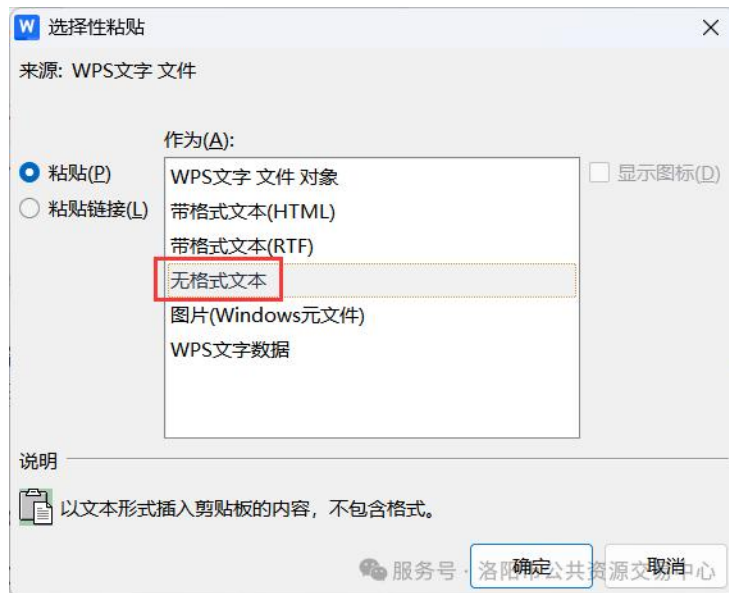 选择性粘贴
来源: WPS文字 文件
作为(A):
粘贴(P)
粘贴链接(L)
WPS文字 文件 对象
带格式文本(HTML)
带格式文本(RTF)
无格式文本
图片(Windows元文件)
WPS文字数据
显示图标(D)
说明
以文本形式插入剪贴板的内容，不包含格式。
确定
取消
服务号 · 洛阳市公共资源交易中心